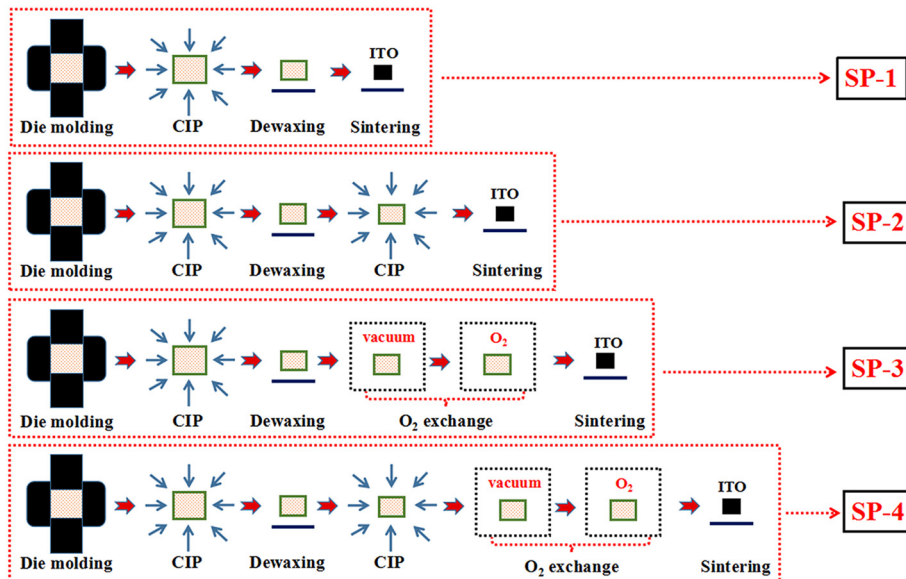 ITO
Die molding CIP Dewaxing Sintering
SP-1
ITO
Die molding CIP Dewaxing CIP Sintering
SP-2
vacuum O₂ ITO
Die molding CIP Dewaxing O₂ exchange Sintering
SP-3
vacuum O₂ ITO
Die molding CIP Dewaxing CIP O₂ exchange Sintering
SP-4